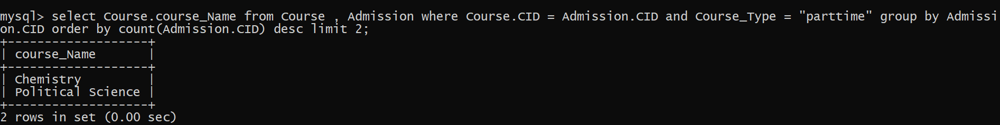 mysql> select Course.course_Name from Course , Admission where Course.CID = Admission.CID and Course_Type = "parttime" group by Admissi
on.CID order by count(Admission.CID) desc limit 2;
+-------------------+
| course_Name       |
+-------------------+
| Chemistry         |
| Political Science |
+-------------------+
2 rows in set (0.00 sec)